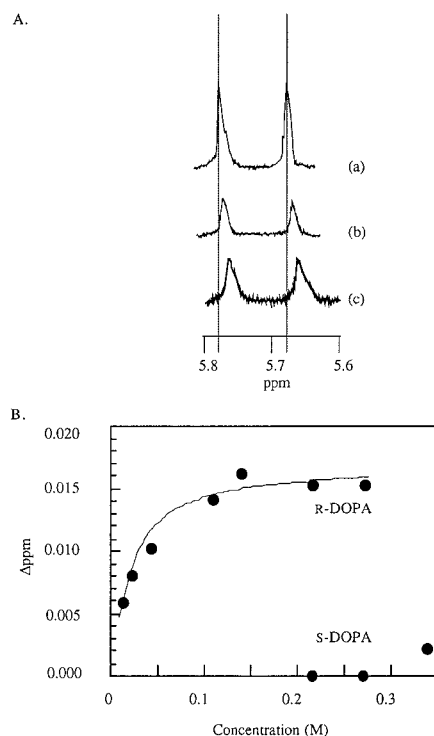 A.
(a)
(b)
(c)
5.8 5.7 5.6
ppm
B.
0.020
0.015
0.010
0.005
0.000
Δppm
R-DOPA
S-DOPA
0 0.1 0.2 0.3
Concentration (M)